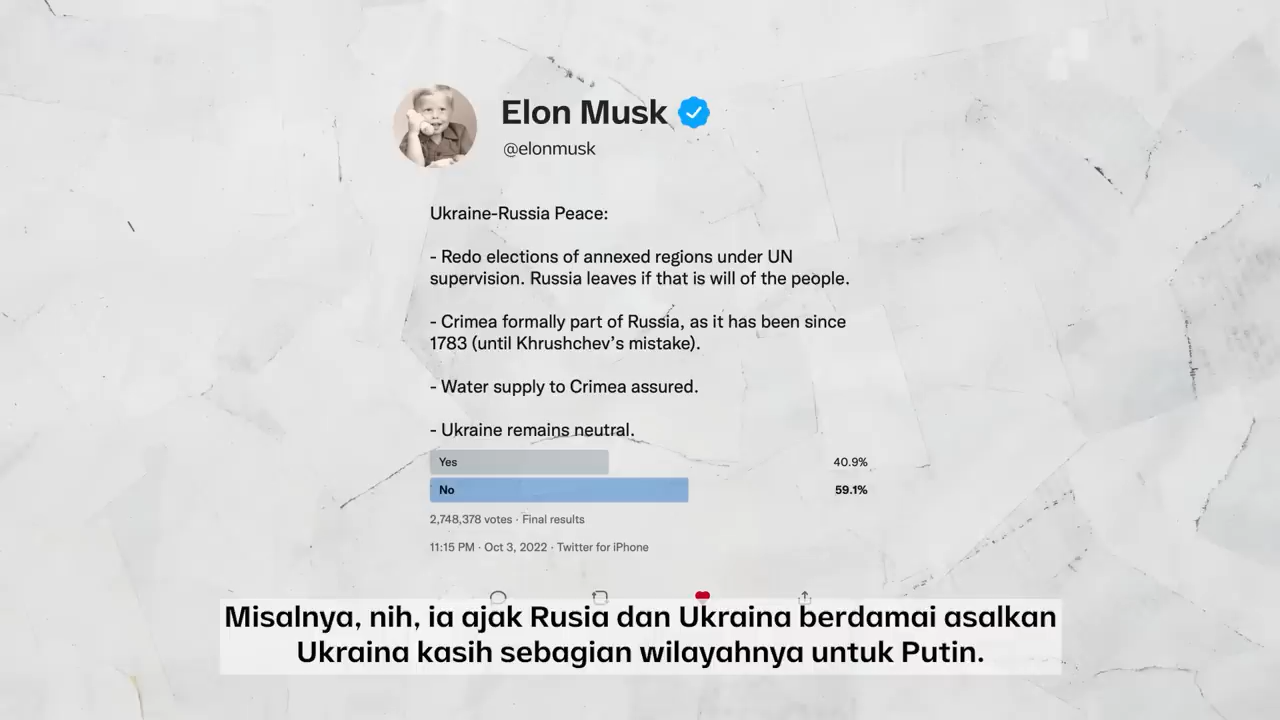 Elon Musk
@elonmusk
Ukraine-Russia Peace:
- Redo elections of annexed regions under UN
supervision. Russia leaves if that is will of the people.
- Crimea formally part of Russia, as it has been since
1783 (until Khrushchev’s mistake).
- Water supply to Crimea assured.
- Ukraine remains neutral.
Yes 40.9%
No 59.1%
2,748,378 votes · Final results
11:15 PM · Oct 3, 2022 · Twitter for iPhone
Misalnya, nih, ia ajak Rusia dan Ukraina berdamai asalkan
Ukraina kasih sebagian wilayahnya untuk Putin.